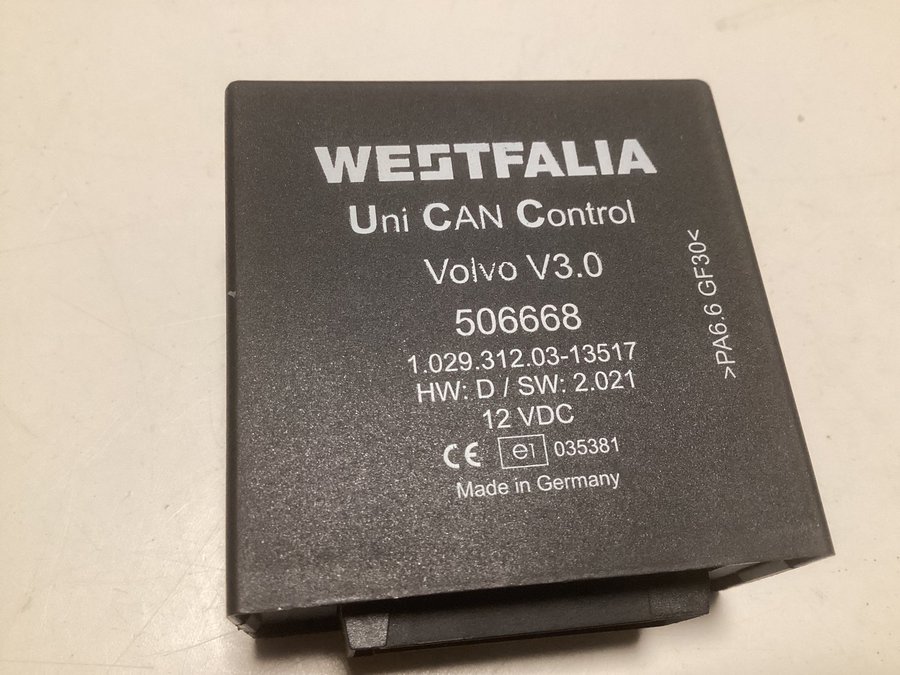 WESTFALIA
Uni CAN Control
Volvo V3.0
506668
1.029.312.03-13517
HW: D / SW: 2.021
12 VDC
CE e1 035381
Made in Germany
>PA6.6 GF30<